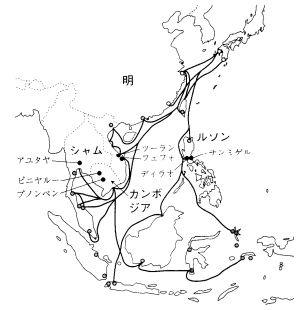 明
ルソン
シャム
ツーラン
フェフォ
サンミゲル
アユタヤ
ディラオ
ピニャルー
プノンペン
カンボ
ジア